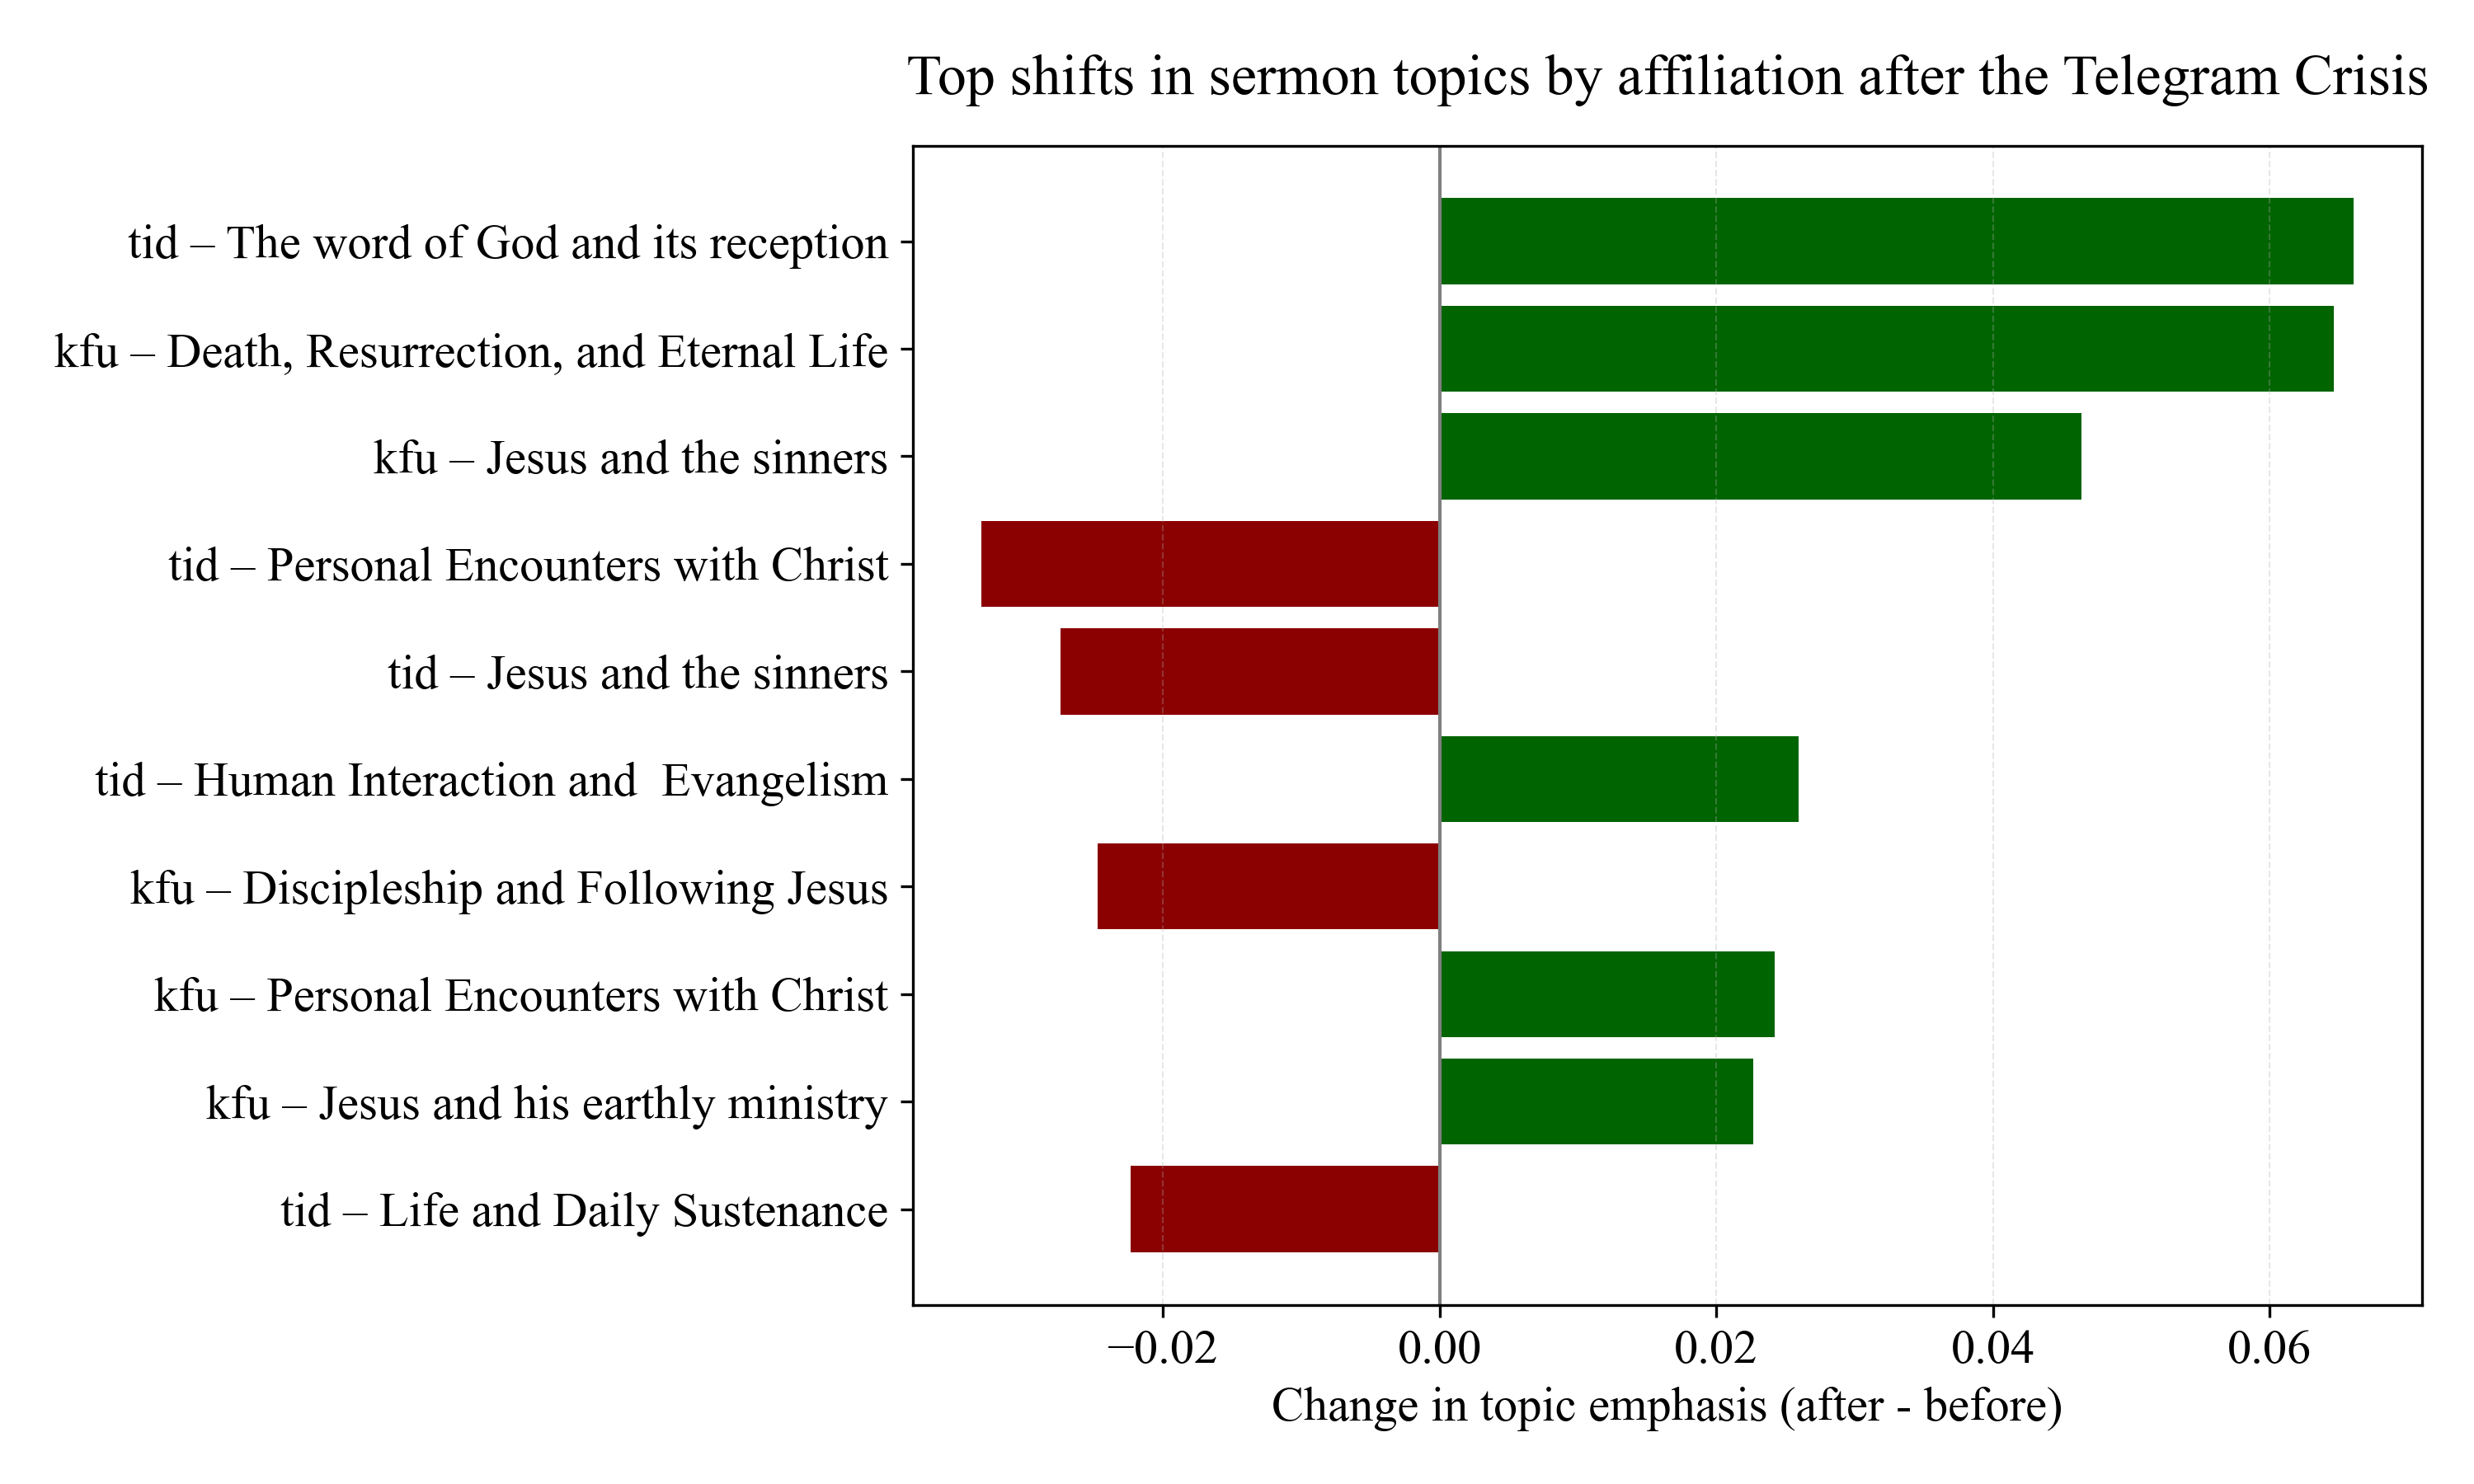 Top shifts in sermon topics by affiliation after the Telegram Crisis
tid – The word of God and its reception
kfu – Death, Resurrection, and Eternal Life
kfu – Jesus and the sinners
tid – Personal Encounters with Christ
tid – Jesus and the sinners
tid – Human Interaction and  Evangelism
kfu – Discipleship and Following Jesus
kfu – Personal Encounters with Christ
kfu – Jesus and his earthly ministry
tid – Life and Daily Sustenance
−0.02 0.00 0.02 0.04 0.06
Change in topic emphasis (after - before)